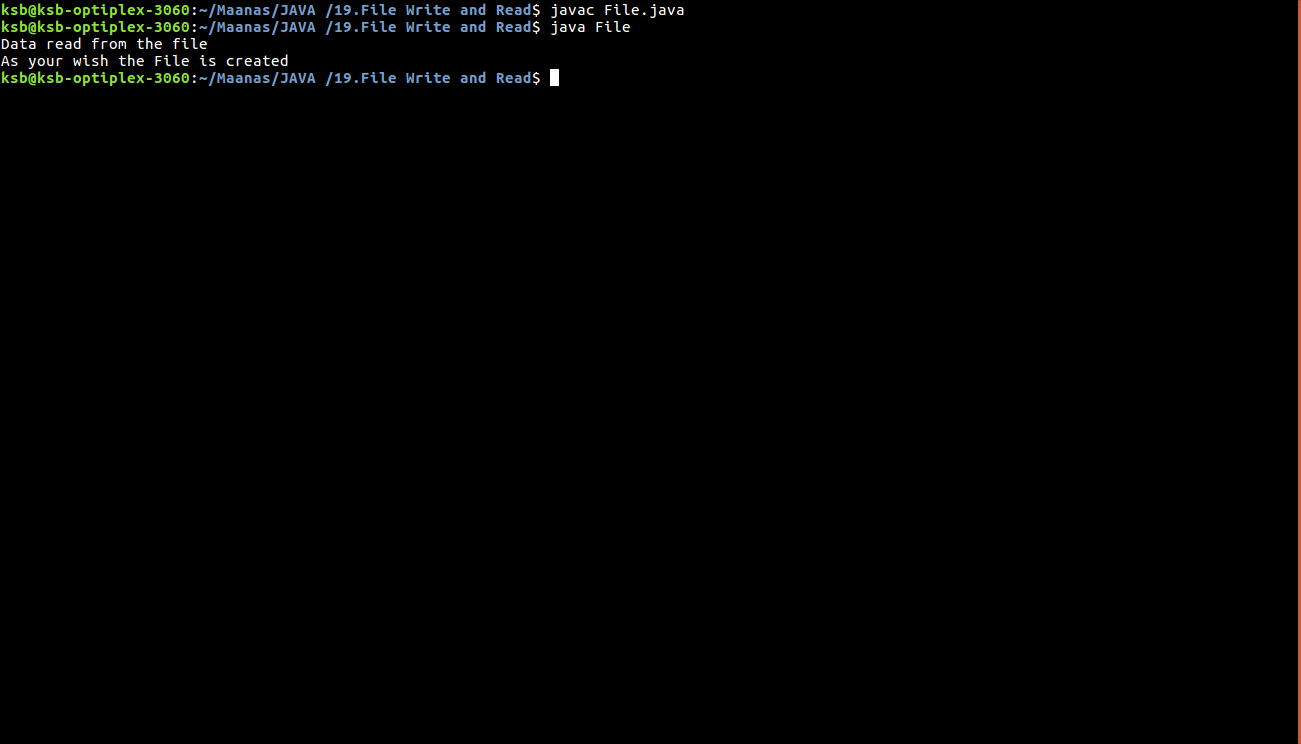 ksb@ksb-optiplex-3060:~/Maanas/JAVA /19.File Write and Read$ javac File.java
ksb@ksb-optiplex-3060:~/Maanas/JAVA /19.File Write and Read$ java File
Data read from the file
As your wish the File is created
ksb@ksb-optiplex-3060:~/Maanas/JAVA /19.File Write and Read$